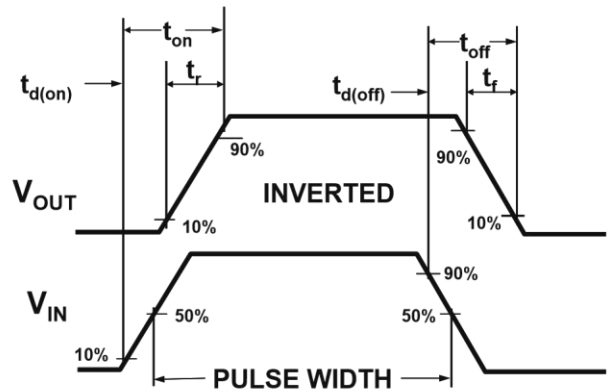 t_on t_off
t_d(on) t_r t_d(off) t_f
90% 90%
V_OUT INVERTED
10% 10%
V_IN 90%
50% 50%
10%
PULSE WIDTH